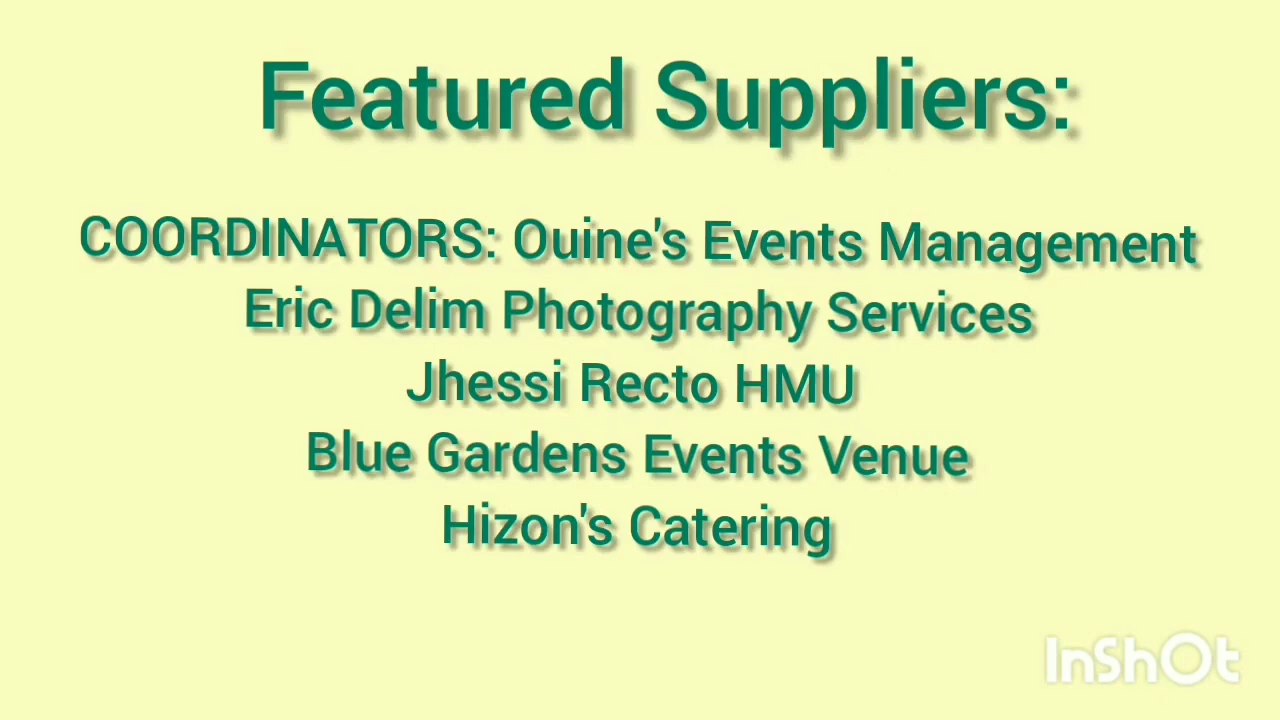 Featured Suppliers:
COORDINATORS: Ouine's Events Management
Eric Delim Photography Services
Jhessi Recto HMU
Blue Gardens Events Venue
Hizon's Catering
InShOt